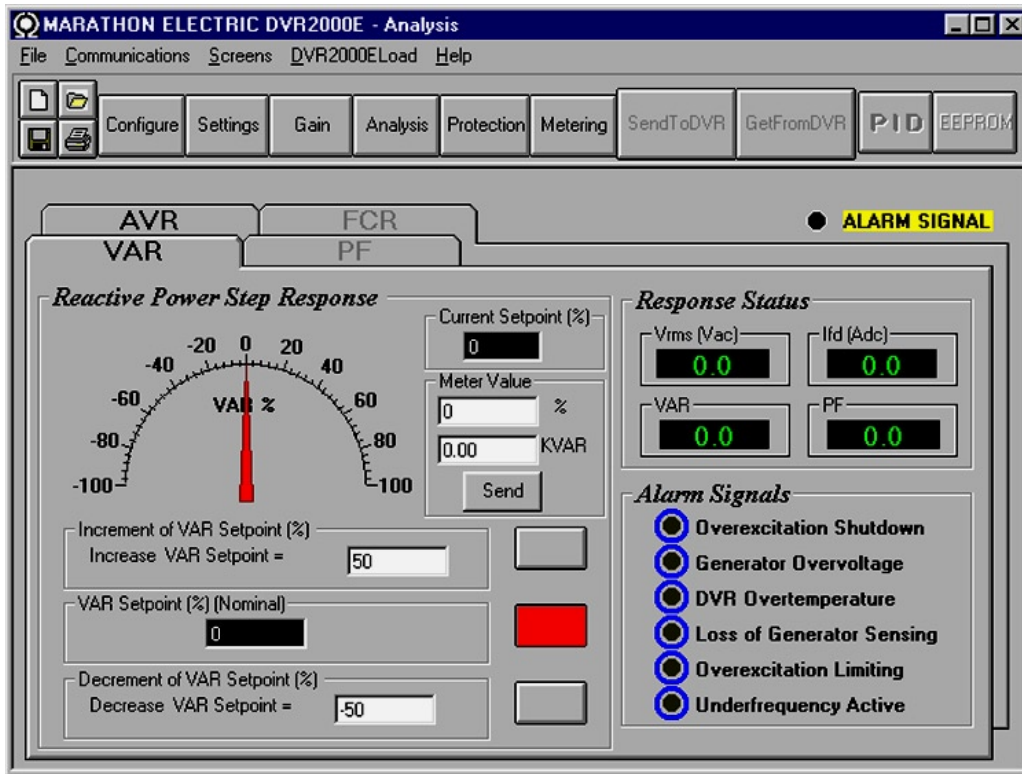 MARATHON ELECTRIC DVR2000E - Analysis
File Communications Screens DVR2000ELoad Help
Configure Settings Gain Analysis Protection Metering SendToDVR GetFromDVR PID EEPROM
AVR FCR
ALARM SIGNAL
VAR PF
Reactive Power Step Response
-100 -80 -60 -40 -20 0 20 40 60 80 100
VAR %
Current Setpoint (%)
0
Meter Value
0 %
0.00 KVAR
Send
Increment of VAR Setpoint (%)
Increase VAR Setpoint = 50
VAR Setpoint (%) (Nominal)
0
Decrement of VAR Setpoint (%)
Decrease VAR Setpoint = -50
Response Status
Vrms (Vac) Ifd (Adc)
0.0 0.0
VAR PF
0.0 0.0
Alarm Signals
Overexcitation Shutdown
Generator Overvoltage
DVR Overtemperature
Loss of Generator Sensing
Overexcitation Limiting
Underfrequency Active